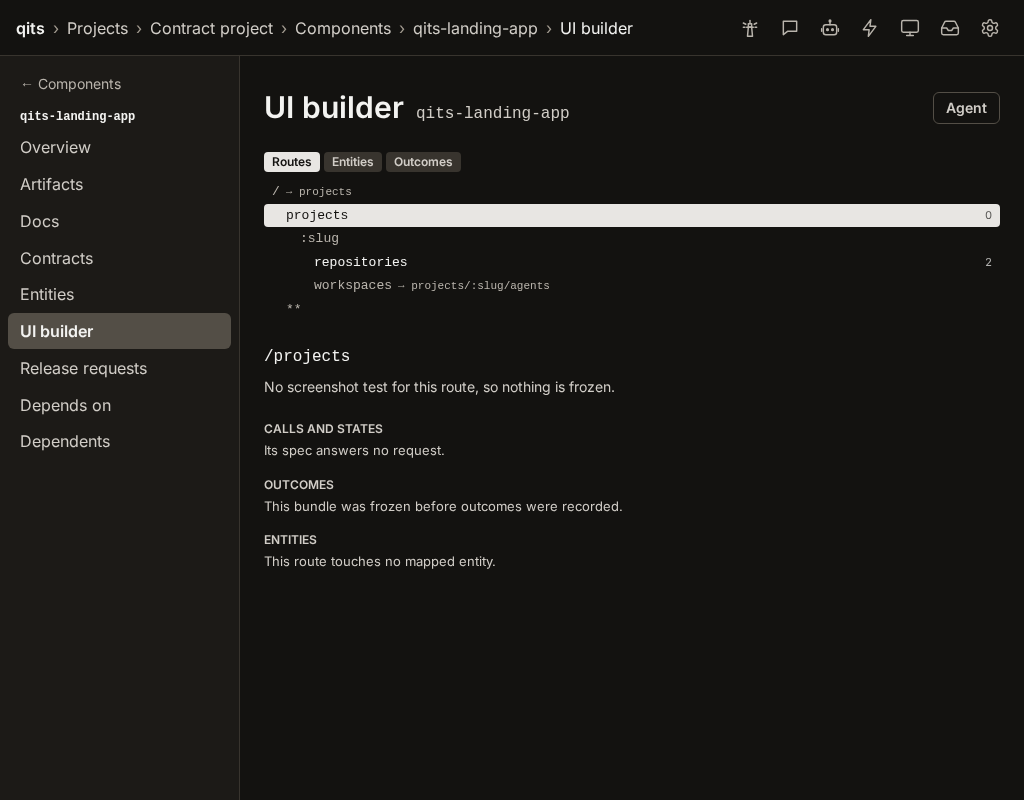 qits › Projects › Contract project › Components › qits-landing-app › UI builder
← Components
qits-landing-app
Overview
Artifacts
Docs
Contracts
Entities
UI builder
Release requests
Depends on
Dependents
UI builder qits-landing-app
Agent
Routes Entities Outcomes
/ → projects
projects 0
:slug
repositories 2
workspaces → projects/:slug/agents
**
/projects
No screenshot test for this route, so nothing is frozen.
CALLS AND STATES
Its spec answers no request.
OUTCOMES
This bundle was frozen before outcomes were recorded.
ENTITIES
This route touches no mapped entity.